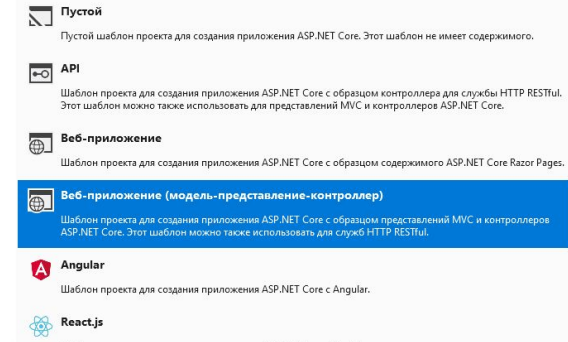 Пустой
Пустой шаблон проекта для создания приложения ASP.NET Core. Этот шаблон не имеет содержимого.
API
Шаблон проекта для создания приложения ASP.NET Core с образцом контроллера для службы HTTP RESTful.
Этот шаблон можно также использовать для представлений MVC и контроллеров ASP.NET Core.
Веб-приложение
Шаблон проекта для создания приложения ASP.NET Core с образцом содержимого ASP.NET Core Razor Pages.
Веб-приложение (модель-представление-контроллер)
Шаблон проекта для создания приложения ASP.NET Core с образцом представлений MVC и контроллеров
ASP.NET Core. Этот шаблон можно также использовать для служб HTTP RESTful.
Angular
Шаблон проекта для создания приложения ASP.NET Core с Angular.
React.js